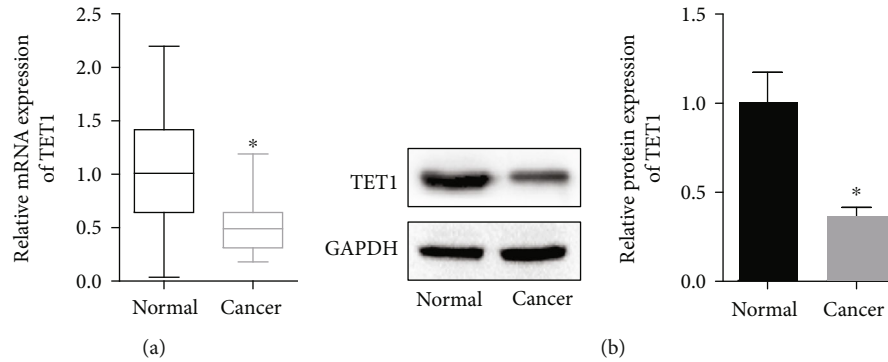 Relative mRNA expression
of TET1
2.5
2.0
1.5
1.0
0.5
0.0
*
Normal Cancer
(a)
TET1
GAPDH
Normal Cancer
Relative protein expression
of TET1
1.5
1.0
0.5
0.0
*
Normal Cancer
(b)